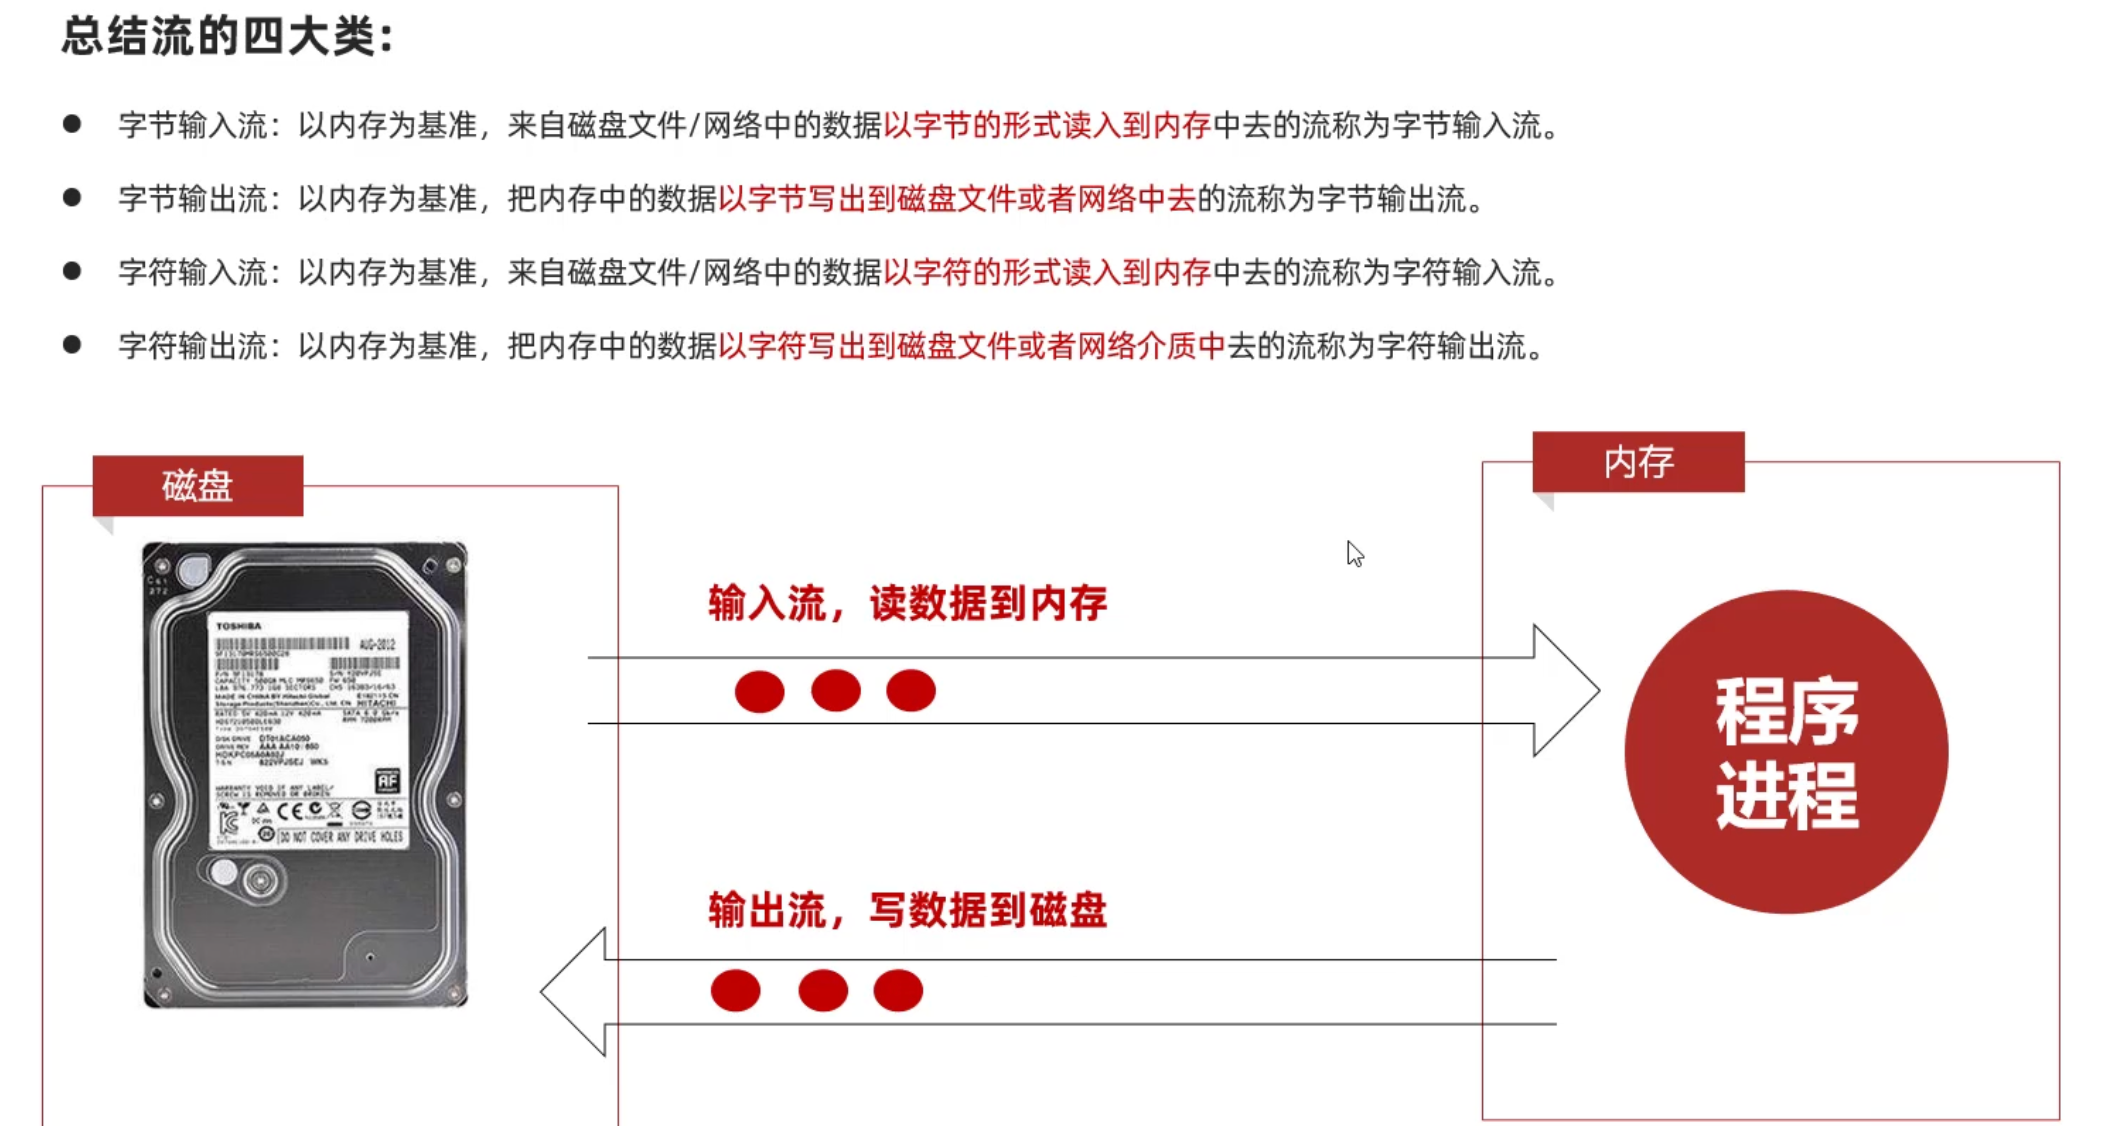 总结流的四大类：
● 字节输入流：以内存为基准，来自磁盘文件/网络中的数据以字节的形式读入到内存中去的流称为字节输入流。
● 字节输出流：以内存为基准，把内存中的数据以字节写出到磁盘文件或者网络中去的流称为字节输出流。
● 字符输入流：以内存为基准，来自磁盘文件/网络中的数据以字符的形式读入到内存中去的流称为字符输入流。
● 字符输出流：以内存为基准，把内存中的数据以字符写出到磁盘文件或者网络介质中去的流称为字符输出流。
磁盘
内存
TOSHIBA
AUG-2012
MADE IN CHINA BY Hitachi Global
HITACHI
DT01ACA050
DO NOT COVER ANY DRIVE HOLES
输入流，读数据到内存
程序
进程
输出流，写数据到磁盘